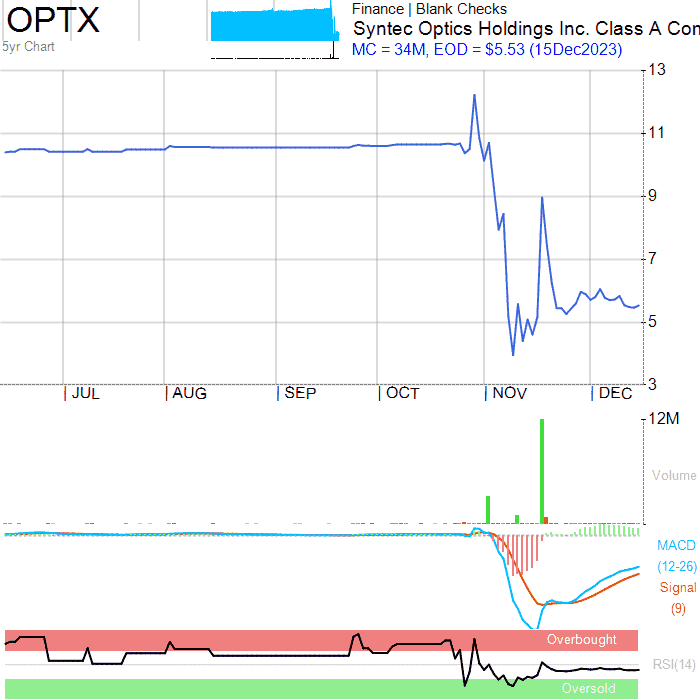 OPTX
5yr Chart
Finance | Blank Checks
Syntec Optics Holdings Inc. Class A Con
MC = 34M, EOD = $5.53 (15Dec2023)
13
11
9
7
5
3
JUL AUG SEP OCT NOV DEC
12M
Volume
MACD
(12-26)
Signal
(9)
Overbought
RSI(14)
Oversold